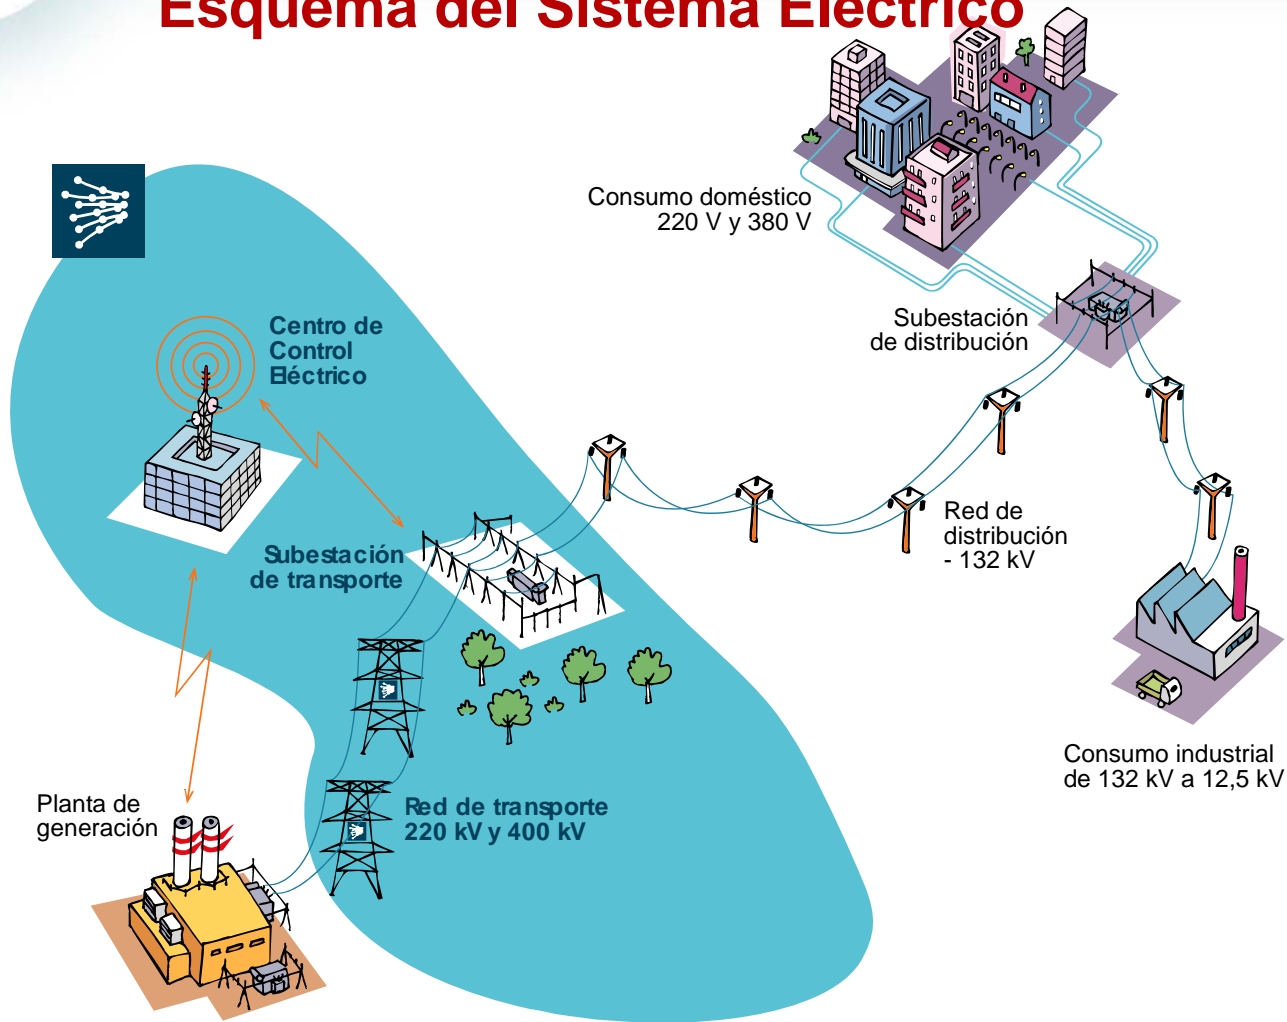 Esquema del Sistema Eléctrico
Consumo doméstico
220 V y 380 V
Centro de
Control
Eléctrico
Subestación
de distribución
Subestación
de transporte
Red de
distribución
- 132 kV
Consumo industrial
de 132 kV a 12,5 kV
Planta de
generación
Red de transporte
220 kV y 400 kV